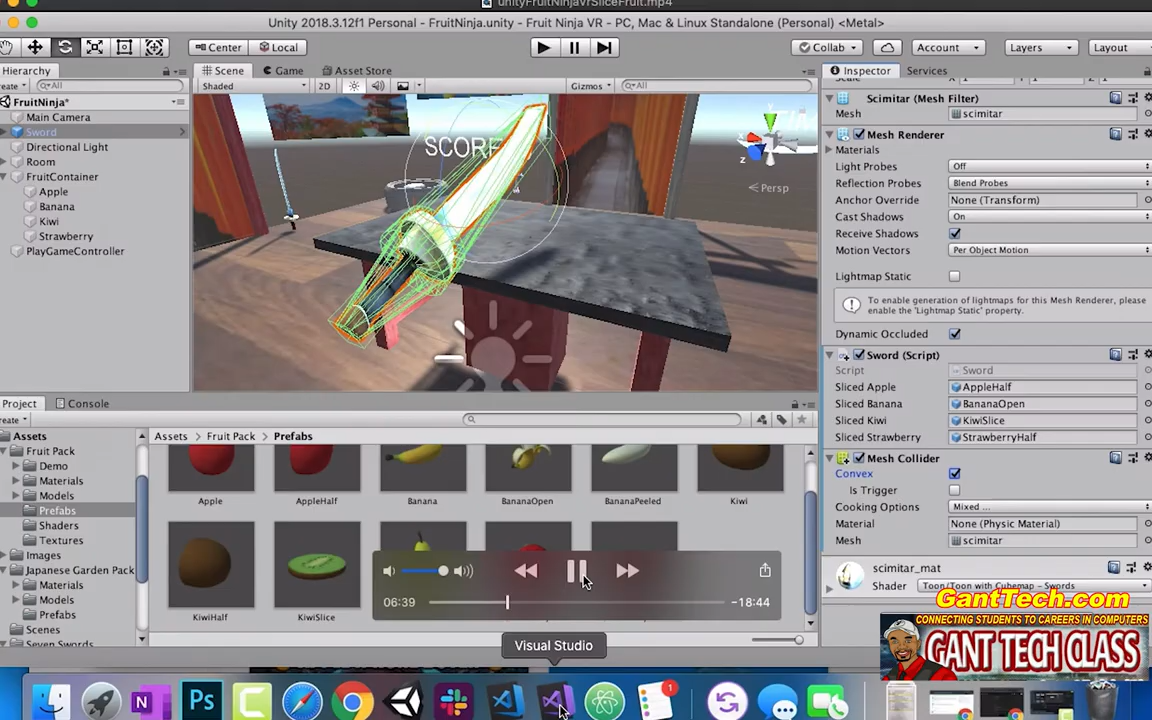 unityFruitNinjaVrSliceFruit.mp4
Unity 2018.3.12f1 Personal - FruitNinja.unity - Fruit Ninja VR - PC, Mac & Linux Standalone (Personal) <Metal>
Center
Local
Collab
Account
Layers
Layout
Hierarchy
Scene
Game
Asset Store
Inspector
Services
All
Shaded
2D
Gizmos
All
FruitNinja*
Main Camera
Sword
Directional Light
Room
FruitContainer
Apple
Banana
Kiwi
Strawberry
PlayGameController
SCORE
y
z
Persp
Scimitar (Mesh Filter)
Mesh
scimitar
Mesh Renderer
Materials
Light Probes
Off
Reflection Probes
Blend Probes
Anchor Override
None (Transform)
Cast Shadows
On
Receive Shadows
Motion Vectors
Per Object Motion
Lightmap Static
To enable generation of lightmaps for this Mesh Renderer, please
enable the 'Lightmap Static' property.
Dynamic Occluded
Sword (Script)
Script
Sword
Sliced Apple
AppleHalf
Sliced Banana
BananaOpen
Sliced Kiwi
KiwiSlice
Sliced Strawberry
StrawberryHalf
Mesh Collider
Convex
Is Trigger
Cooking Options
Mixed ...
Material
None (Physic Material)
Mesh
scimitar
scimitar_mat
Shader
Toon/Toon with Cubemap - Swords
Project
Console
Assets
Fruit Pack
Demo
Materials
Models
Prefabs
Shaders
Textures
Images
Japanese Garden Pack
Materials
Models
Prefabs
Scenes
Seven Swords
Assets
Fruit Pack
Prefabs
Apple
AppleHalf
Banana
BananaOpen
BananaPeeled
Kiwi
KiwiHalf
KiwiSlice
06:39
-18:44
Visual Studio
GantTech.com
CONNECTING STUDENTS TO CAREERS IN COMPUTERS
GANT TECH CLASS
N
Ps
C
1